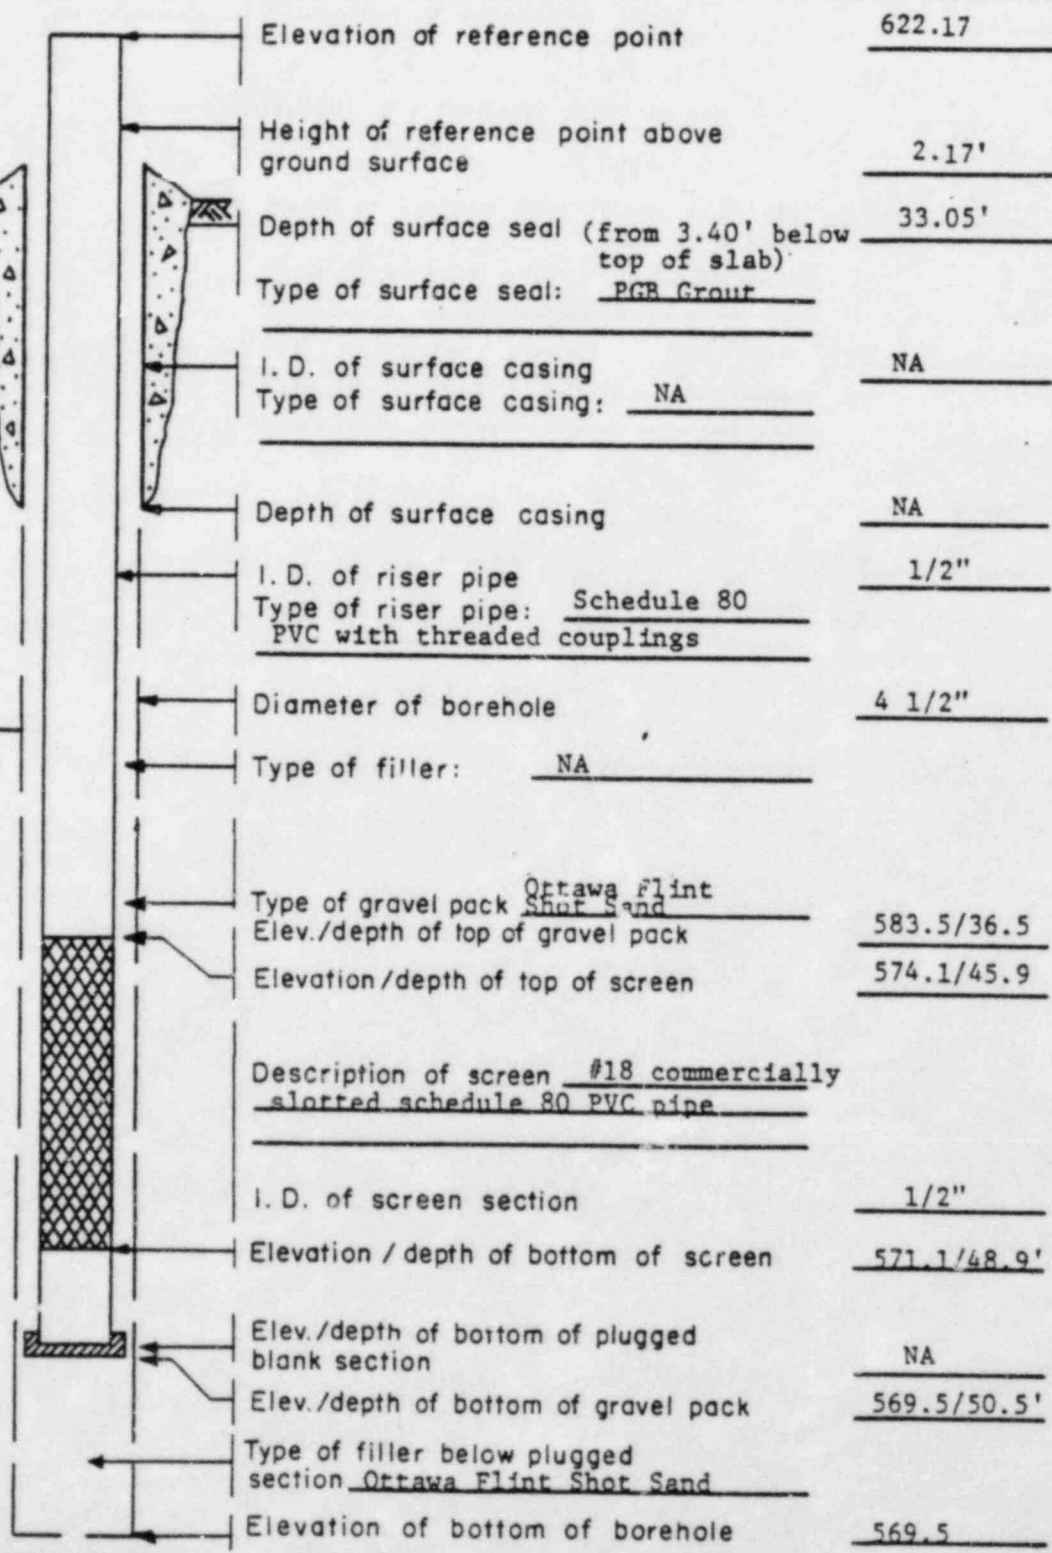 Elevation of reference point 622.17
Height of reference point above
ground surface 2.17'
Depth of surface seal (from 3.40' below 33.05'
top of slab)
Type of surface seal: PGB Grout
I. D. of surface casing NA
Type of surface casing: NA
Depth of surface casing NA
I. D. of riser pipe 1/2"
Type of riser pipe: Schedule 80
PVC with threaded couplings
Diameter of borehole 4 1/2"
Type of filler: NA
Type of gravel pack Ottawa Flint
Shot Sand
Elev./depth of top of gravel pack 583.5/36.5
Elevation/depth of top of screen 574.1/45.9
Description of screen #18 commercially
slotted schedule 80 PVC pipe
I. D. of screen section 1/2"
Elevation / depth of bottom of screen 571.1/48.9'
Elev./depth of bottom of plugged
blank section NA
Elev./depth of bottom of gravel pack 569.5/50.5'
Type of filler below plugged
section Ottawa Flint Shot Sand
Elevation of bottom of borehole 569.5